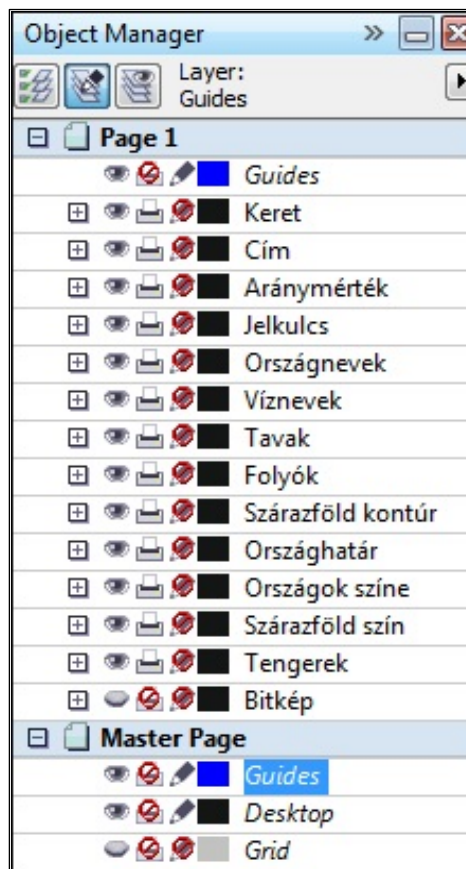 Object Manager
Layer:
Guides
Page 1
Guides
Keret
Cím
Aránymérték
Jelkulcs
Országnevek
Víznevek
Tavak
Folyók
Szárazföld kontúr
Országhatár
Országok színe
Szárazföld szín
Tengerek
Bitkép
Master Page
Guides
Desktop
Grid